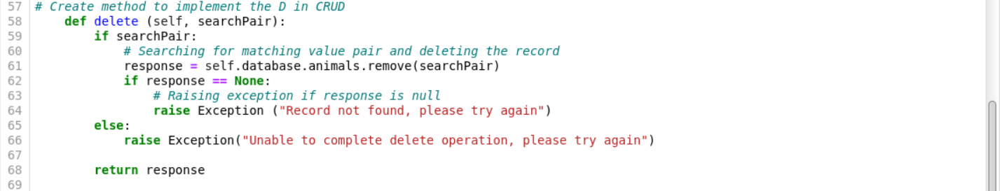 57 # Create method to implement the D in CRUD
58     def delete (self, searchPair):
59         if searchPair:
60             # Searching for matching value pair and deleting the record
61             response = self.database.animals.remove(searchPair)
62             if response == None:
63                 # Raising exception if response is null
64                 raise Exception ("Record not found, please try again")
65         else:
66             raise Exception("Unable to complete delete operation, please try again")
67
68         return response
69